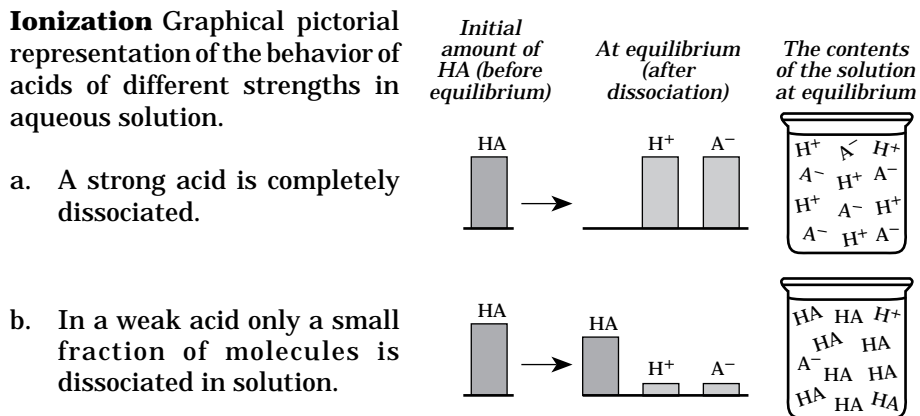 Ionization Graphical pictorial
representation of the behavior of
acids of different strengths in
aqueous solution.
Initial
amount of
HA (before
equilibrium)
At equilibrium
(after
dissociation)
The contents
of the solution
at equilibrium
a. A strong acid is completely
dissociated.
HA
H⁺ A⁻
H⁺ A⁻ H⁺
A⁻ H⁺ A⁻
H⁺ A⁻ H⁺
A⁻ H⁺ A⁻
b. In a weak acid only a small
fraction of molecules is
dissociated in solution.
HA
HA H⁺ A⁻
HA HA H⁺
HA HA
A⁻ HA HA
HA HA HA